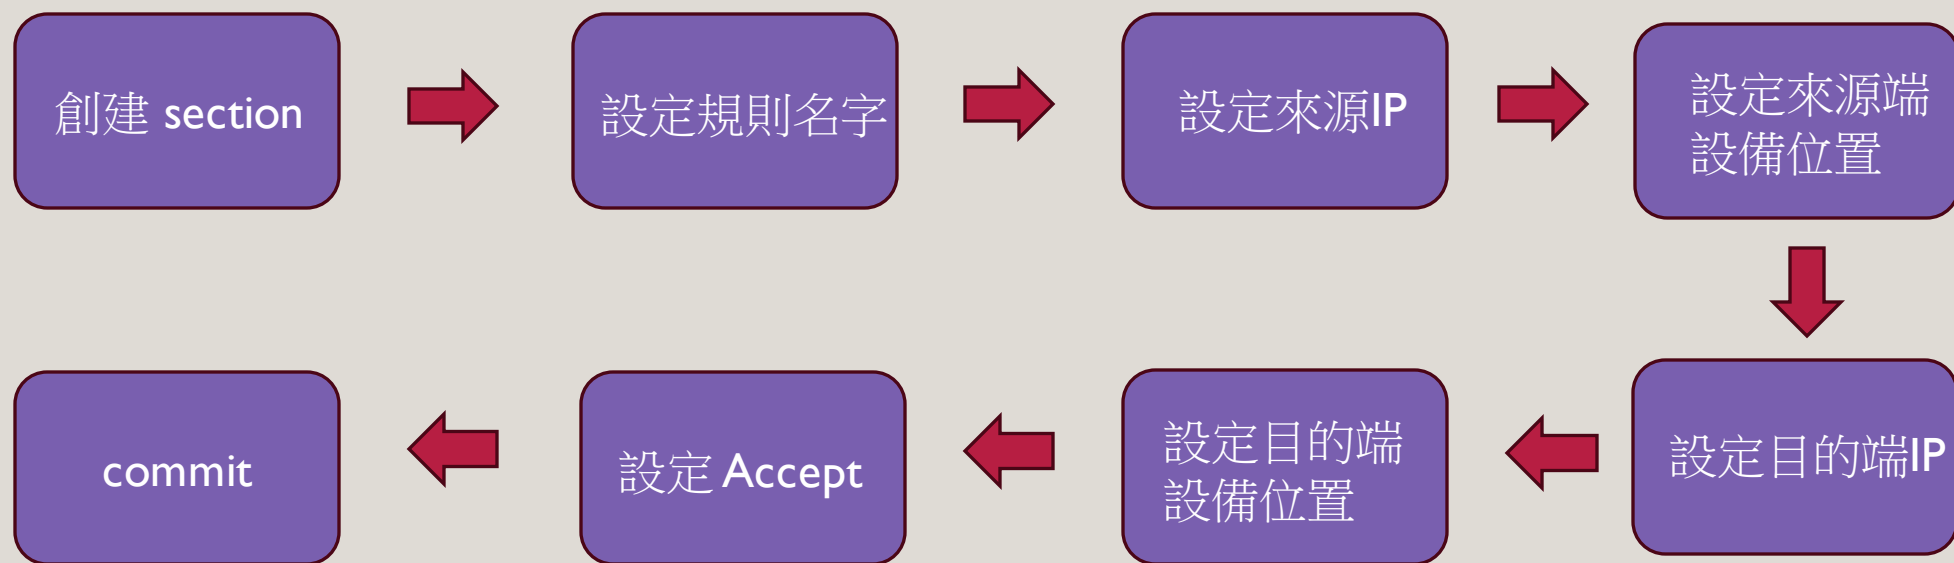 創建 section
設定規則名字
設定來源IP
設定來源端
設備位置
設定目的端IP
設定目的端
設備位置
設定 Accept
commit